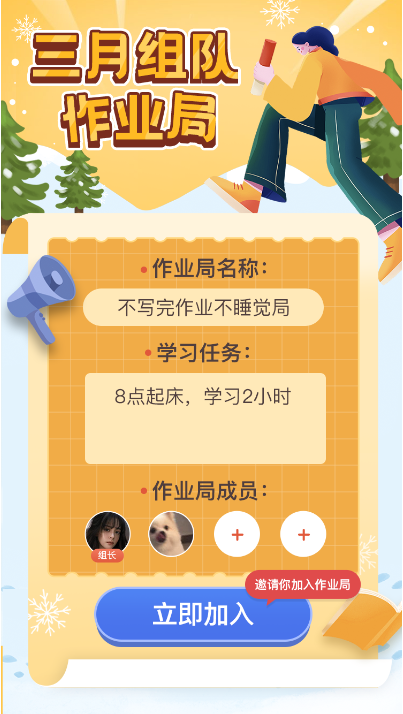 三月组队
作业局
作业局名称：
不写完作业不睡觉局
学习任务：
8点起床，学习2小时
作业局成员：
组长
邀请你加入作业局
立即加入